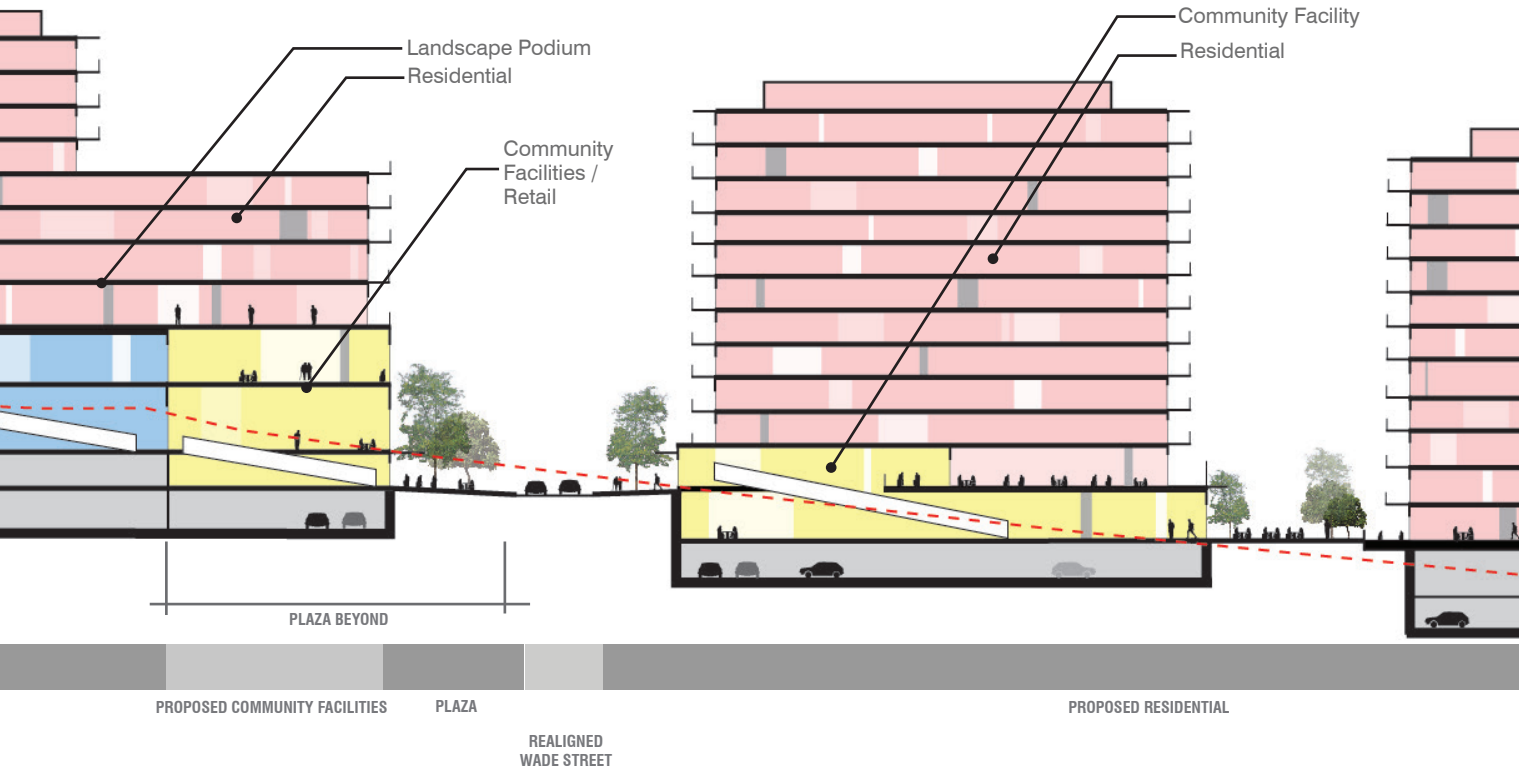 Community Facility
Landscape Podium
Residential
Residential
Community
Facilities /
Retail
PLAZA BEYOND
PROPOSED COMMUNITY FACILITIES
PLAZA
PROPOSED RESIDENTIAL
REALIGNED
WADE STREET